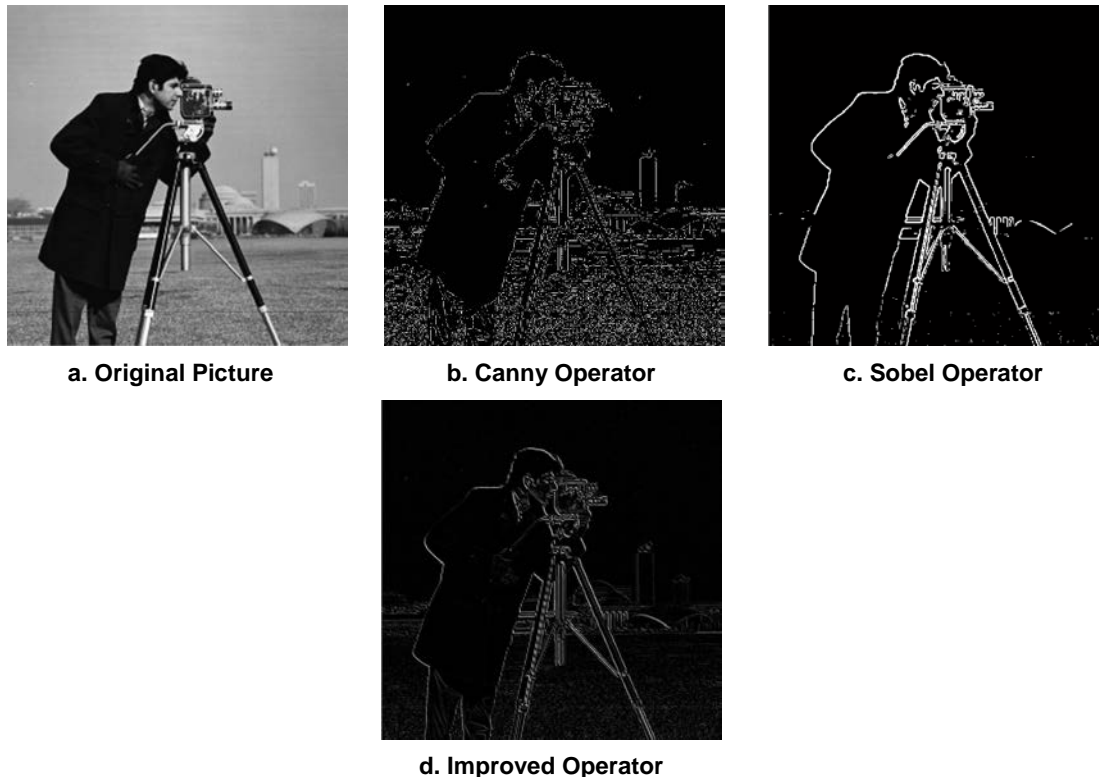 a. Original Picture
b. Canny Operator
c. Sobel Operator
d. Improved Operator